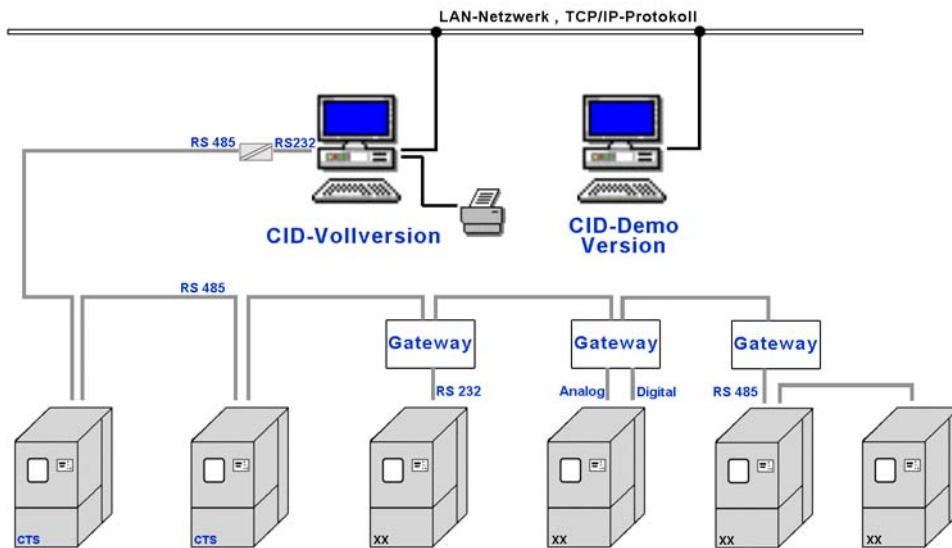 LAN-Netzwerk , TCP/IP-Protokoll
RS 485
RS232
CID-Vollversion
CID-Demo
Version
RS 485
Gateway
Gateway
Gateway
RS 232
Analog
Digital
RS 485
CTS
CTS
XX
XX
XX
XX